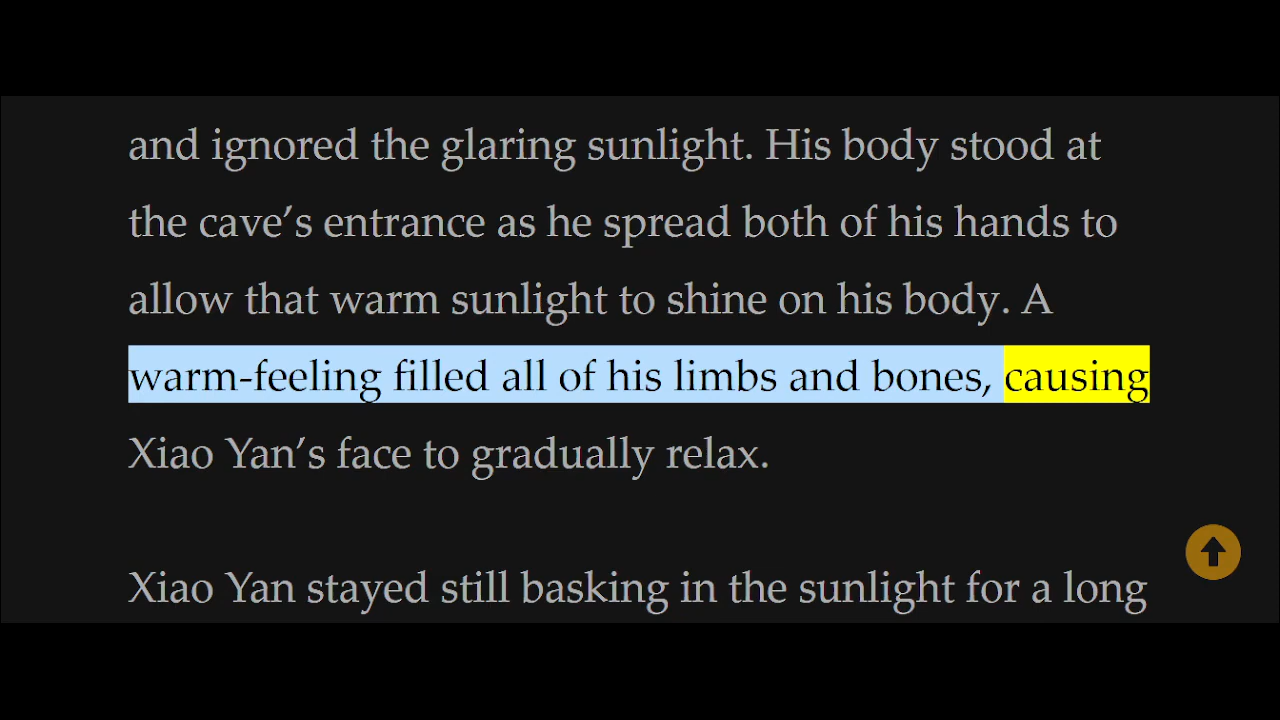 and ignored the glaring sunlight. His body stood at
the cave’s entrance as he spread both of his hands to
allow that warm sunlight to shine on his body. A
warm-feeling filled all of his limbs and bones, causing
Xiao Yan’s face to gradually relax.
Xiao Yan stayed still basking in the sunlight for a long